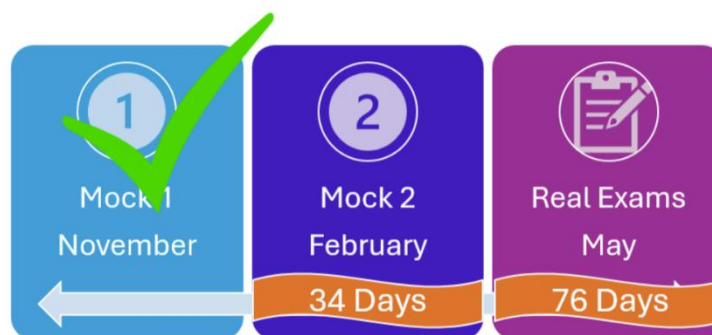 1
Mock 1
November
2
Mock 2
February
34 Days
Real Exams
May
76 Days